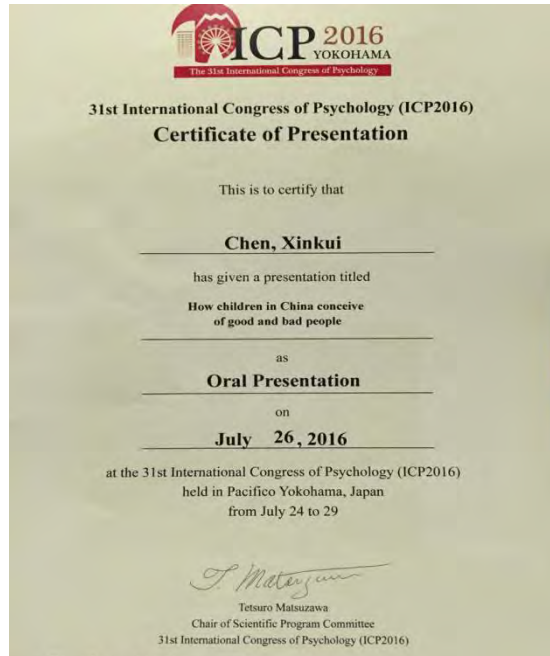 ICP 2016
YOKOHAMA
The 31st International Congress of Psychology
31st International Congress of Psychology (ICP2016)
Certificate of Presentation
This is to certify that
Chen, Xinkui
has given a presentation titled
How children in China conceive
of good and bad people
as
Oral Presentation
on
July 26, 2016
at the 31st International Congress of Psychology (ICP2016)
held in Pacifico Yokohama, Japan
from July 24 to 29
Tetsuro Matsuzawa
Chair of Scientific Program Committee
31st International Congress of Psychology (ICP2016)